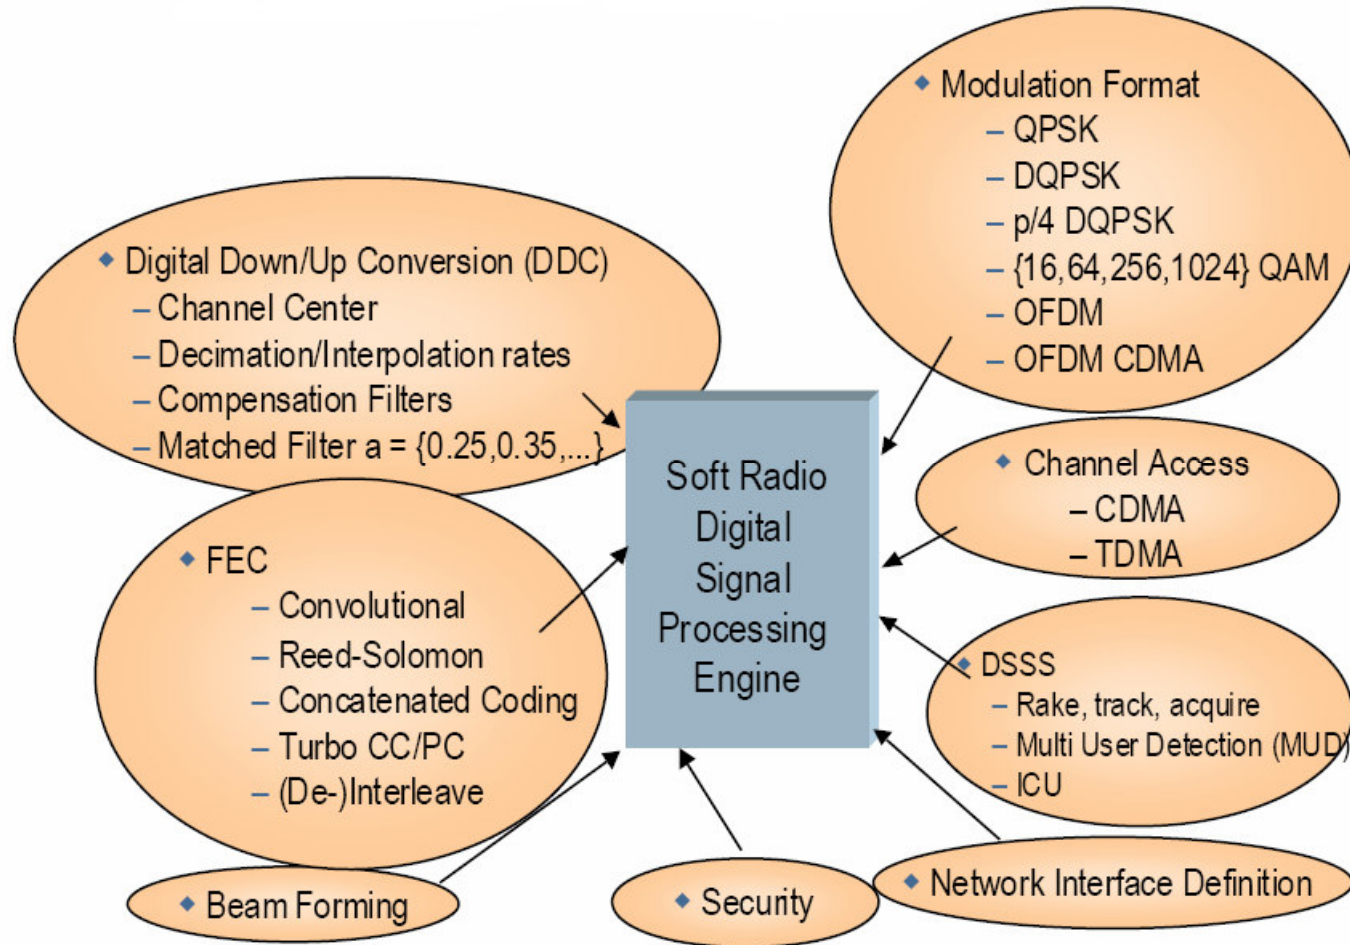 ◆ Modulation Format
– QPSK
– DQPSK
– p/4 DQPSK
– {16,64,256,1024} QAM
– OFDM
– OFDM CDMA
◆ Digital Down/Up Conversion (DDC)
– Channel Center
– Decimation/Interpolation rates
– Compensation Filters
– Matched Filter a = {0.25,0.35,...}
Soft Radio
Digital
Signal
Processing
Engine
◆ Channel Access
– CDMA
– TDMA
◆ FEC
– Convolutional
– Reed-Solomon
– Concatenated Coding
– Turbo CC/PC
– (De-)Interleave
◆ DSSS
– Rake, track, acquire
– Multi User Detection (MUD)
– ICU
◆ Beam Forming
◆ Security
◆ Network Interface Definition